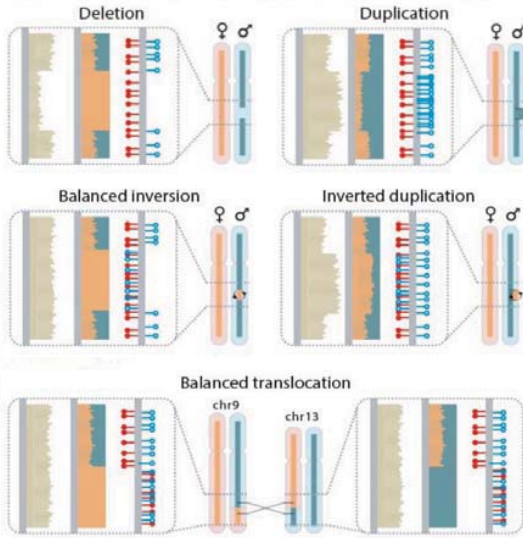 Deletion
Duplication
♀ ♂
♀ ♂
Balanced inversion
Inverted duplication
♀ ♂
♀ ♂
Balanced translocation
chr9
chr13